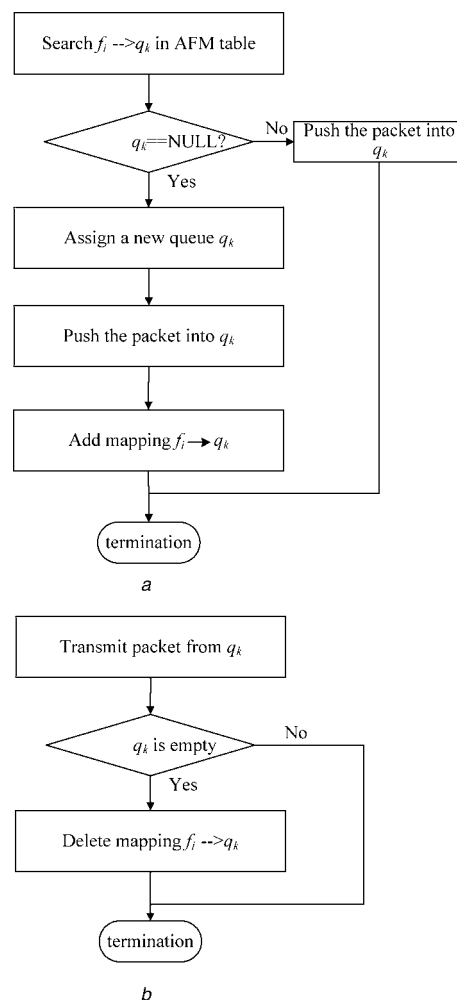 Search fi -->qk in AFM table
qk==NULL?
No
Push the packet into
qk
Yes
Assign a new queue qk
Push the packet into qk
Add mapping fi → qk
termination
a
Transmit packet from qk
qk is empty
No
Yes
Delete mapping fi -->qk
termination
b